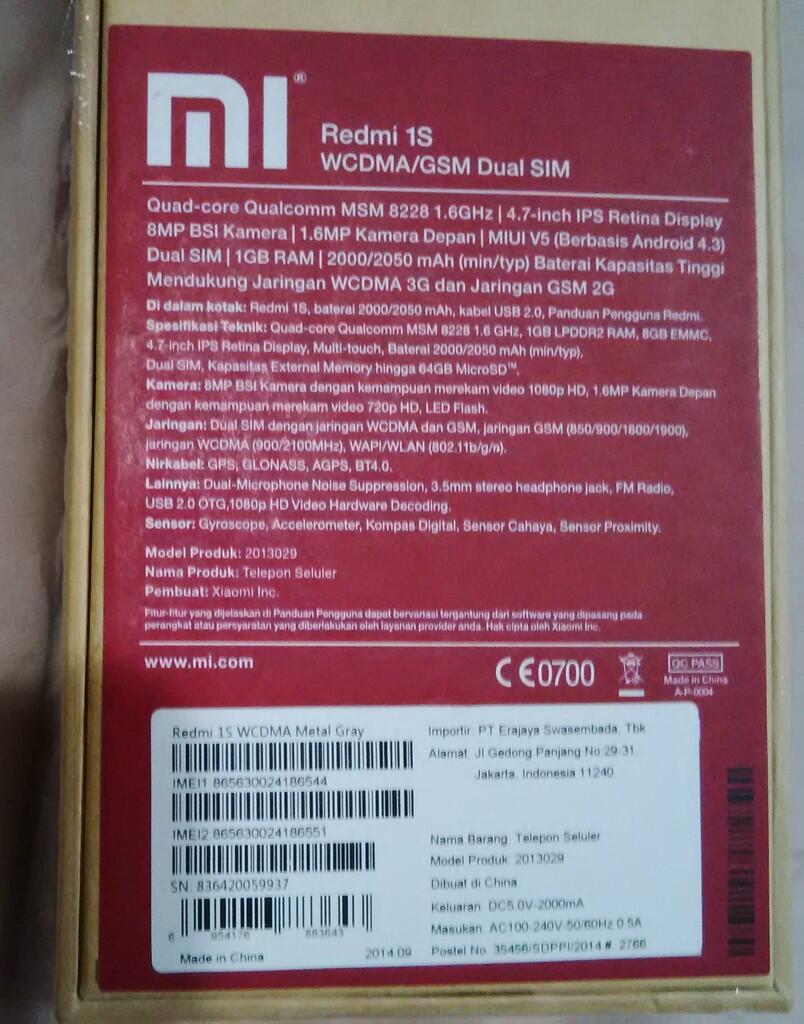 MI®
Redmi 1S
WCDMA/GSM Dual SIM
Quad-core Qualcomm MSM 8228 1.6GHz | 4.7-inch IPS Retina Display
8MP BSI Kamera | 1.6MP Kamera Depan | MIUI V5 (Berbasis Android 4.3)
Dual SIM | 1GB RAM | 2000/2050 mAh (min/typ) Baterai Kapasitas Tinggi
Mendukung Jaringan WCDMA 3G dan Jaringan GSM 2G
Di dalam kotak: Redmi 1S, baterai 2000/2050 mAh, kabel USB 2.0, Panduan Pengguna Redmi.
Spesifikasi Teknik: Quad-core Qualcomm MSM 8228 1.6 GHz, 1GB LPDDR2 RAM, 8GB EMMC,
4.7-inch IPS Retina Display, Multi-touch, Baterai 2000/2050 mAh (min/typ),
Dual SIM, Kapasitas External Memory hingga 64GB MicroSD™.
Kamera: 8MP BSI Kamera dengan kemampuan merekam video 1080p HD, 1.6MP Kamera Depan
dengan kemampuan merekam video 720p HD, LED Flash.
Jaringan: Dual SIM dengan jaringan WCDMA dan GSM, jaringan GSM (850/900/1800/1900),
jaringan WCDMA (900/2100MHz), WAPI/WLAN (802.11b/g/n).
Nirkabel: GPS, GLONASS, AGPS, BT4.0.
Lainnya: Dual-Microphone Noise Suppression, 3.5mm stereo headphone jack, FM Radio,
USB 2.0 OTG,1080p HD Video Hardware Decoding.
Sensor: Gyroscope, Accelerometer, Kompas Digital, Sensor Cahaya, Sensor Proximity.
Model Produk: 2013029
Nama Produk: Telepon Seluler
Pembuat: Xiaomi Inc.
Fitur-fitur yang dijelaskan di Panduan Pengguna dapat bervariasi tergantung dari software yang dipasang pada
perangkat atau persyaratan yang diberlakukan oleh layanan provider anda. Hak cipta oleh Xiaomi Inc.
www.mi.com
CE0700
QC PASS
Made in China
A-P-0004
Redmi 1S WCDMA Metal Gray
IMEI1 865630024186544
IMEI2 865630024186551
SN: 836420059937
6 954176 883643
Made in China 2014.09
Importir: PT Erajaya Swasembada, Tbk
Alamat: Jl Gedong Panjang No.29-31,
Jakarta, Indonesia 11240
Nama Barang: Telepon Seluler
Model Produk: 2013029
Dibuat di China
Keluaran: DC5.0V-2000mA
Masukan: AC100-240V-50/60Hz 0.5A
Postel No: 35456/SDPPI/2014 #: 2766